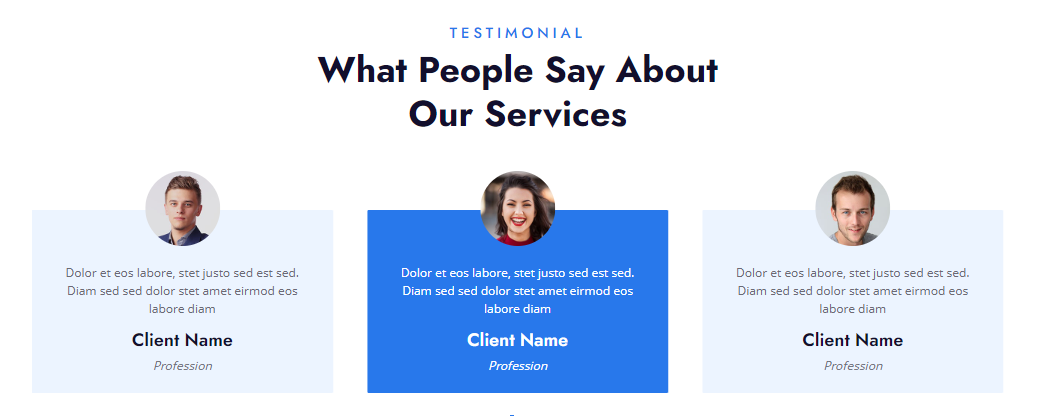 TESTIMONIAL
What People Say About
Our Services
Dolor et eos labore, stet justo sed est sed.
Diam sed sed dolor stet amet eirmod eos
labore diam
Client Name
Profession
Dolor et eos labore, stet justo sed est sed.
Diam sed sed dolor stet amet eirmod eos
labore diam
Client Name
Profession
Dolor et eos labore, stet justo sed est sed.
Diam sed sed dolor stet amet eirmod eos
labore diam
Client Name
Profession